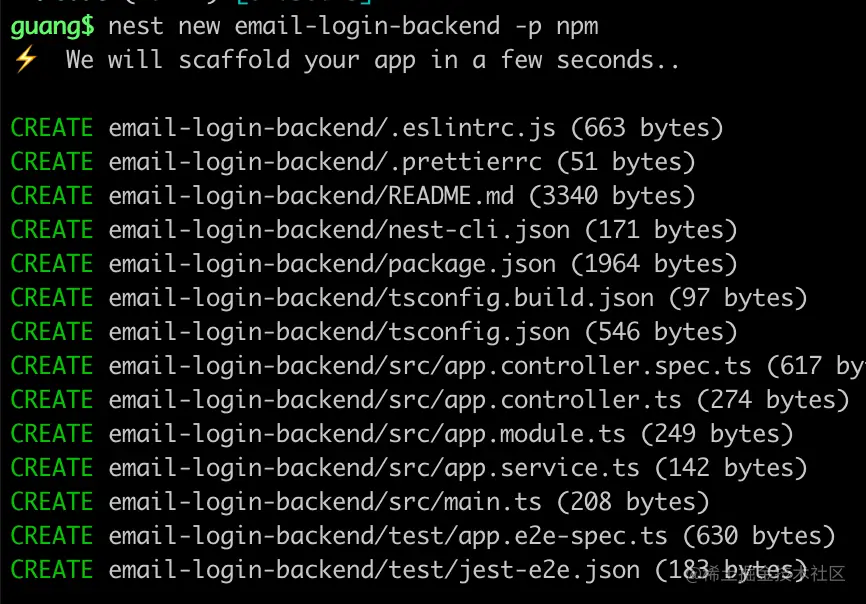 guang$ nest new email-login-backend -p npm
⚡ We will scaffold your app in a few seconds..
CREATE email-login-backend/.eslintrc.js (663 bytes)
CREATE email-login-backend/.prettierrc (51 bytes)
CREATE email-login-backend/README.md (3340 bytes)
CREATE email-login-backend/nest-cli.json (171 bytes)
CREATE email-login-backend/package.json (1964 bytes)
CREATE email-login-backend/tsconfig.build.json (97 bytes)
CREATE email-login-backend/tsconfig.json (546 bytes)
CREATE email-login-backend/src/app.controller.spec.ts (617 by
CREATE email-login-backend/src/app.controller.ts (274 bytes)
CREATE email-login-backend/src/app.module.ts (249 bytes)
CREATE email-login-backend/src/app.service.ts (142 bytes)
CREATE email-login-backend/src/main.ts (208 bytes)
CREATE email-login-backend/test/app.e2e-spec.ts (630 bytes)
CREATE email-login-backend/test/jest-e2e.json (183 bytes)
@稀土掘金技术社区